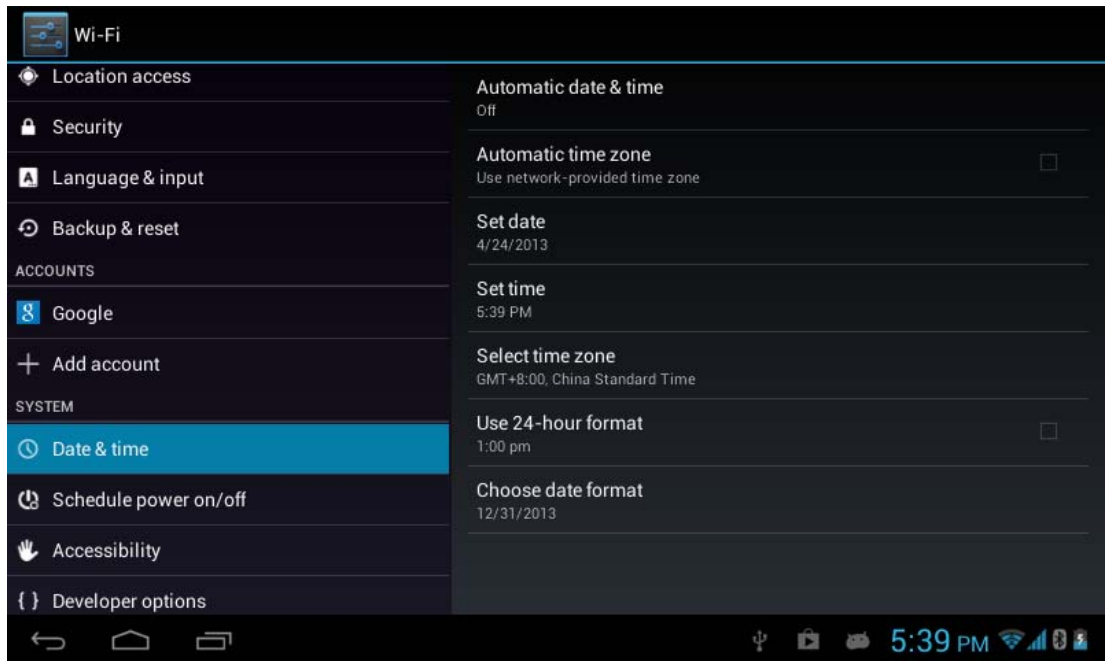 Wi-Fi
Location access
Security
Language & input
Backup & reset
ACCOUNTS
Google
Add account
SYSTEM
Date & time
Schedule power on/off
Accessibility
{ } Developer options
Automatic date & time
Off
Automatic time zone
Use network-provided time zone
Set date
4/24/2013
Set time
5:39 PM
Select time zone
GMT+8:00, China Standard Time
Use 24-hour format
1:00 pm
Choose date format
12/31/2013
5:39 PM